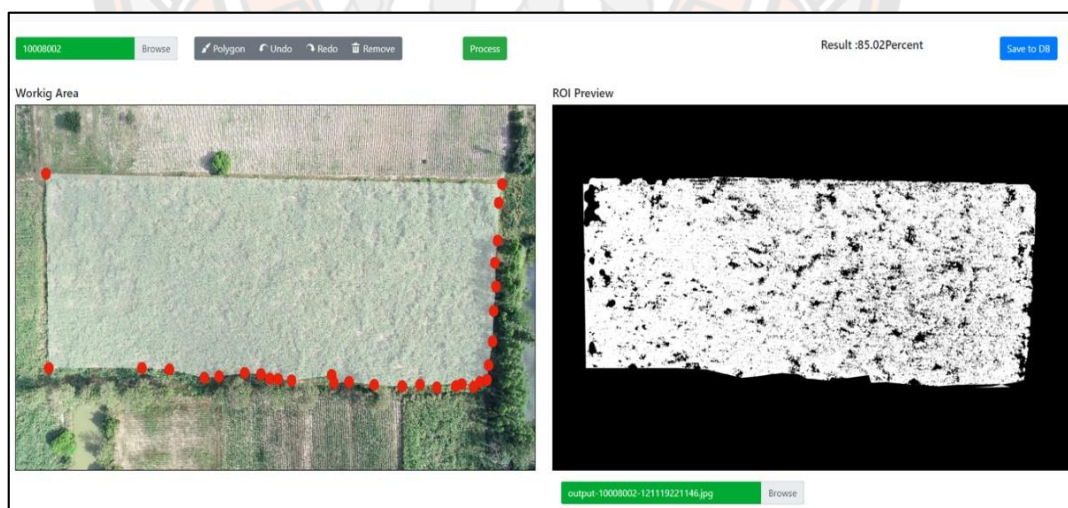 10008002 Browse Polygon Undo Redo Remove Process Result :85.02Percent Save to DB
Workig Area ROI Preview
output-10008002-121119221146.jpg Browse